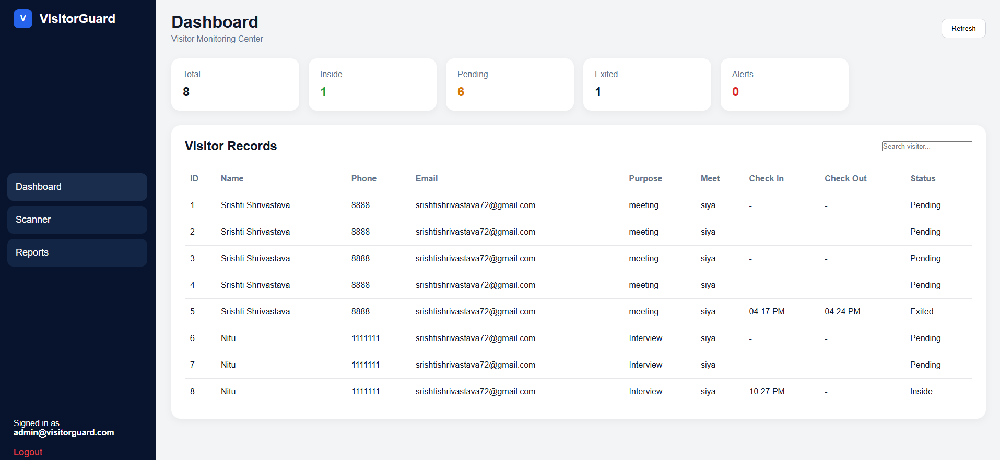 V VisitorGuard
Dashboard
Scanner
Reports
Signed in as
admin@visitorguard.com
Logout
Dashboard
Visitor Monitoring Center
Refresh
Total
8
Inside
1
Pending
6
Exited
1
Alerts
0
Visitor Records
Search visitor...
ID Name Phone Email Purpose Meet Check In Check Out Status
1 Srishti Shrivastava 8888 srishtishrivastava72@gmail.com meeting siya - - Pending
2 Srishti Shrivastava 8888 srishtishrivastava72@gmail.com meeting siya - - Pending
3 Srishti Shrivastava 8888 srishtishrivastava72@gmail.com meeting siya - - Pending
4 Srishti Shrivastava 8888 srishtishrivastava72@gmail.com meeting siya - - Pending
5 Srishti Shrivastava 8888 srishtishrivastava72@gmail.com meeting siya 04:17 PM 04:24 PM Exited
6 Nitu 1111111 srishtishrivastava72@gmail.com Interview siya - - Pending
7 Nitu 1111111 srishtishrivastava72@gmail.com Interview siya - - Pending
8 Nitu 1111111 srishtishrivastava72@gmail.com Interview siya 10:27 PM - Inside